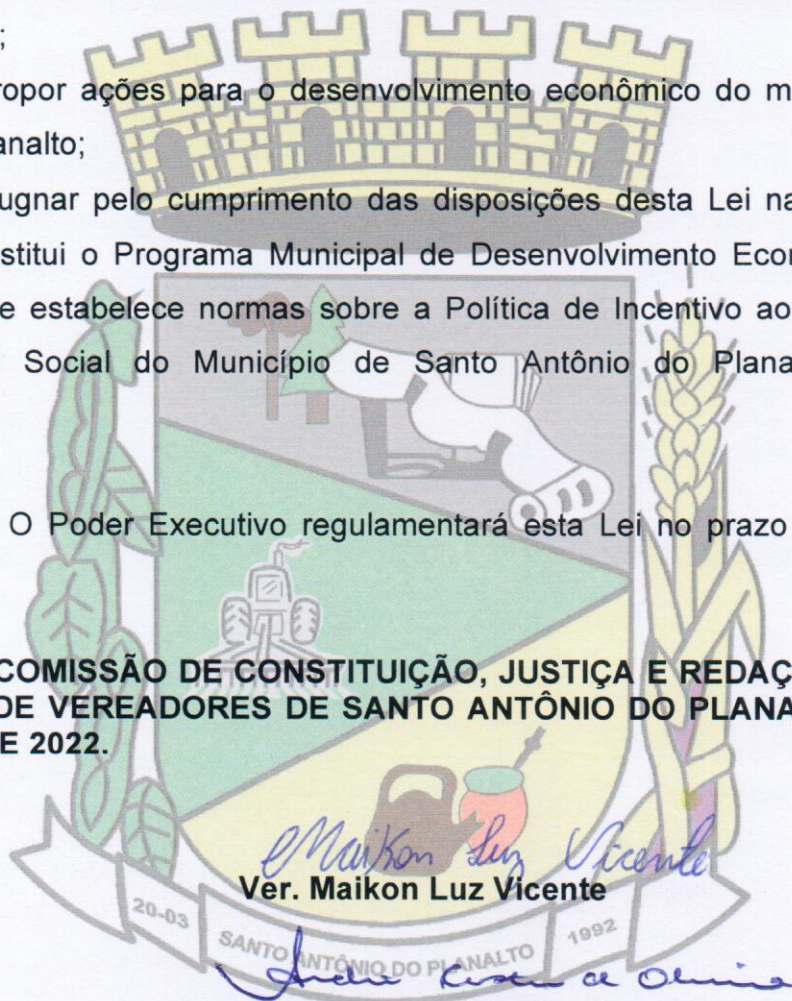 ;
ropor ações para o desenvolvimento econômico do m
analto;
ugnar pelo cumprimento das disposições desta Lei na
stitui o Programa Municipal de Desenvolvimento Econ
e estabelece normas sobre a Política de Incentivo ao
Social do Município de Santo Antônio do Plana
O Poder Executivo regulamentará esta Lei no prazo
COMISSÃO DE CONSTITUIÇÃO, JUSTIÇA E REDAÇ
DE VEREADORES DE SANTO ANTÔNIO DO PLANA
E 2022.
Maikon Luz Vicente
Ver. Maikon Luz Vicente
20-03 SANTO ANTÔNIO DO PLANALTO 1992